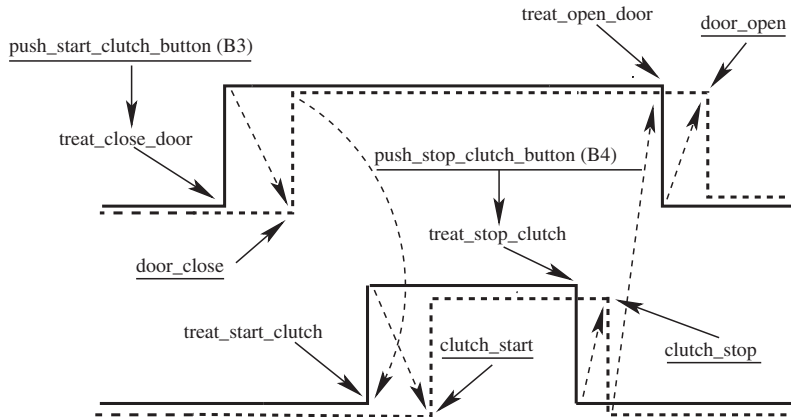 treat_open_door
door_open
push_start_clutch_button (B3)
treat_close_door
push_stop_clutch_button (B4)
treat_stop_clutch
door_close
treat_start_clutch
clutch_start
clutch_stop